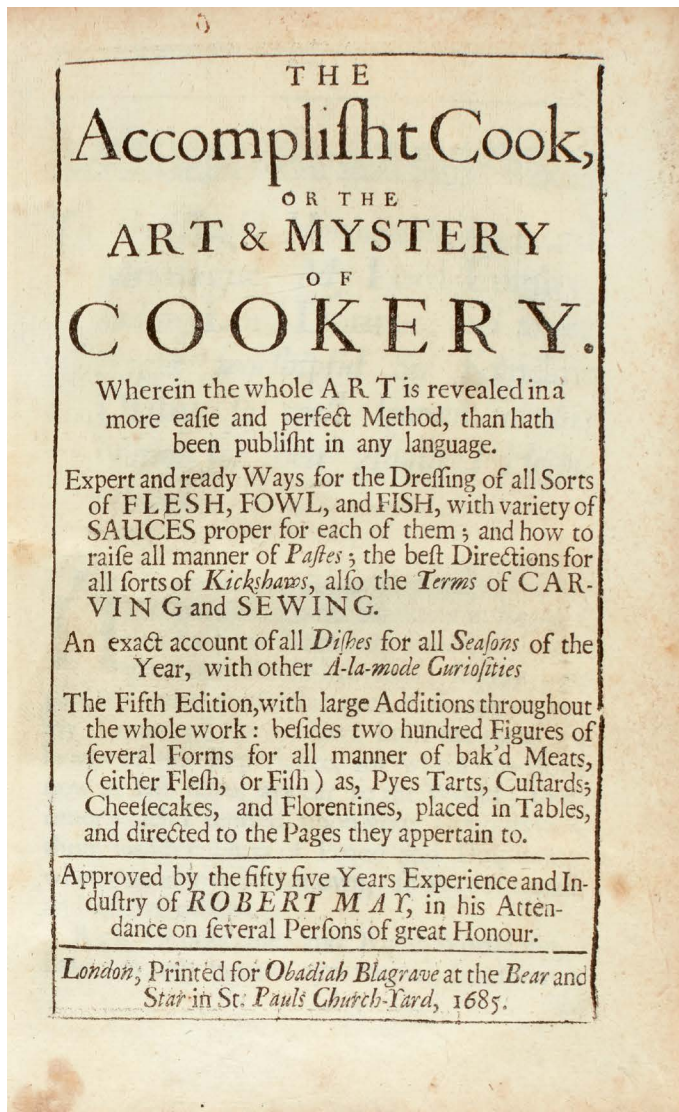 THE
Accompliſht Cook,
OR THE
ART & MYSTERY
OF
COOKERY.
Wherein the whole ART is revealed in a
more eaſie and perfect Method, than hath
been publiſht in any language.
Expert and ready Ways for the Dreſſing of all Sorts
of FLESH, FOWL, and FISH, with variety of
SAUCES proper for each of them; and how to
raiſe all manner of Paſtes; the beſt Directions for
all ſorts of Kickshaws, alſo the Terms of CAR-
VING and SEWING.
An exact account of all Diſhes for all Seaſons of the
Year, with other A-la-mode Curioſities
The Fifth Edition, with large Additions throughout
the whole work: beſides two hundred Figures of
ſeveral Forms for all manner of bak'd Meats,
(either Fleſh, or Fiſh) as, Pyes Tarts, Cuſtards;
Cheeſecakes, and Florentines, placed in Tables,
and directed to the Pages they appertain to.
Approved by the fifty five Years Experience and In-
duſtry of ROBERT MAY, in his Atten-
dance on ſeveral Perſons of great Honour.
London, Printed for Obadiah Blagrave at the Bear and
Star in St. Pauls Church-Yard, 1685.